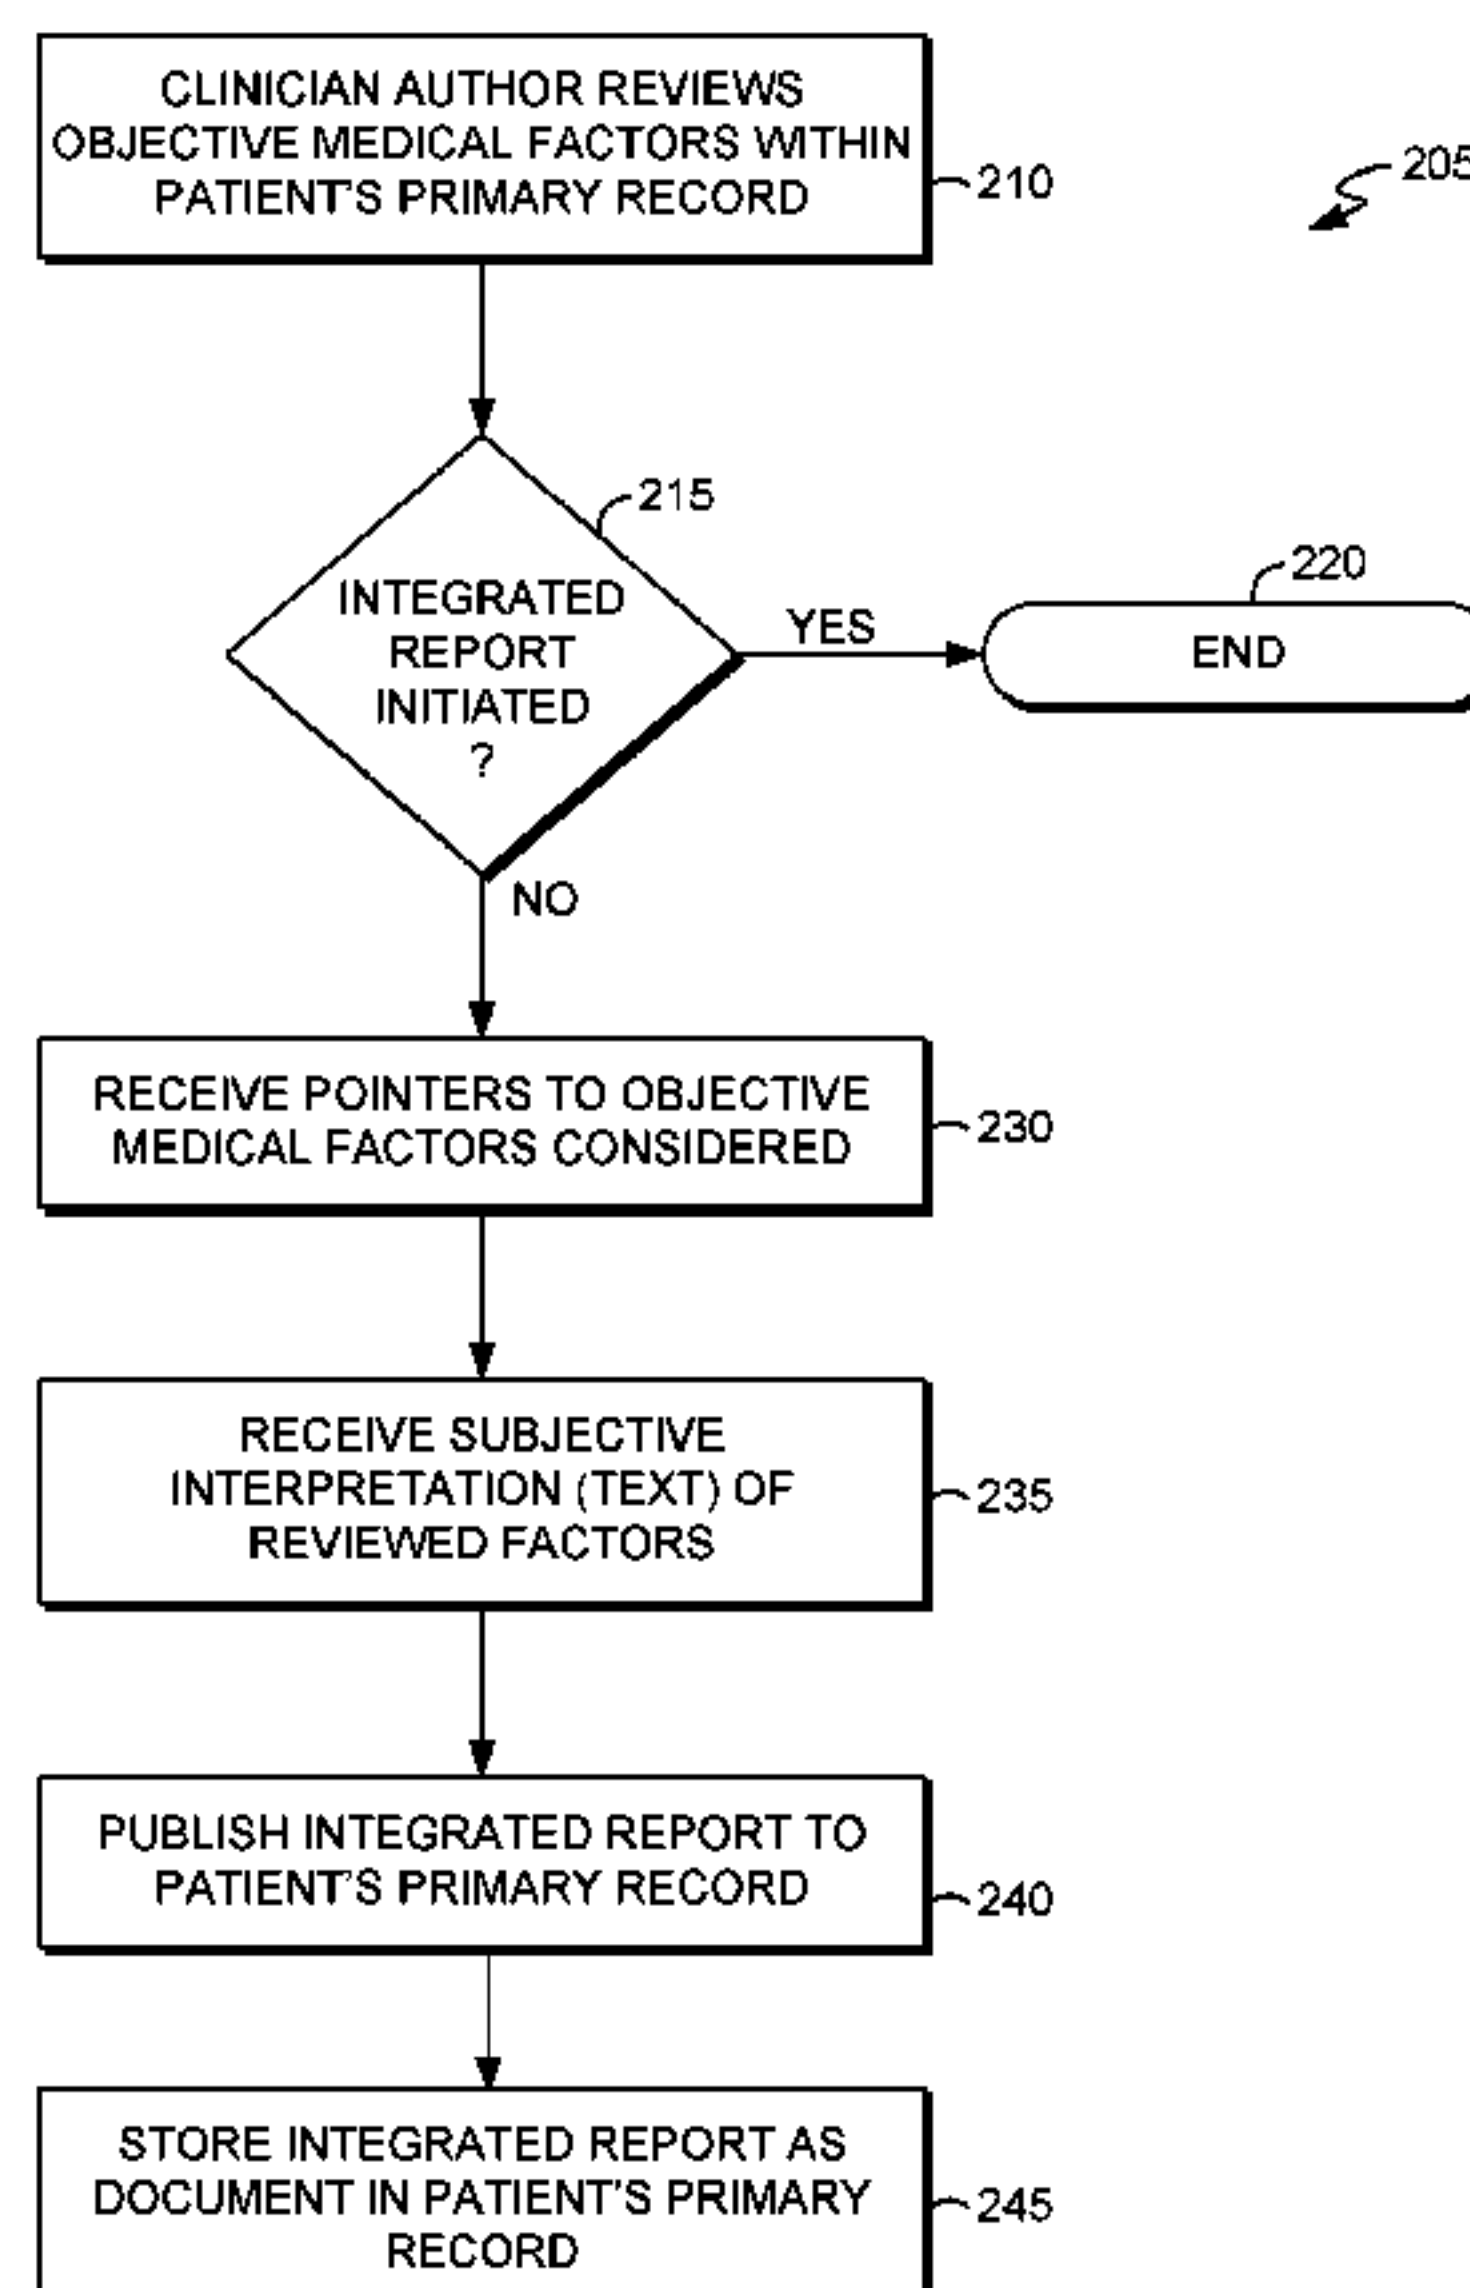 CLINICIAN AUTHOR REVIEWS
OBJECTIVE MEDICAL FACTORS WITHIN
PATIENT'S PRIMARY RECORD
210
205
215
INTEGRATED
REPORT
INITIATED
?
YES
220
END
NO
RECEIVE POINTERS TO OBJECTIVE
MEDICAL FACTORS CONSIDERED
230
RECEIVE SUBJECTIVE
INTERPRETATION (TEXT) OF
REVIEWED FACTORS
235
PUBLISH INTEGRATED REPORT TO
PATIENT'S PRIMARY RECORD
240
STORE INTEGRATED REPORT AS
DOCUMENT IN PATIENT'S PRIMARY
RECORD
245